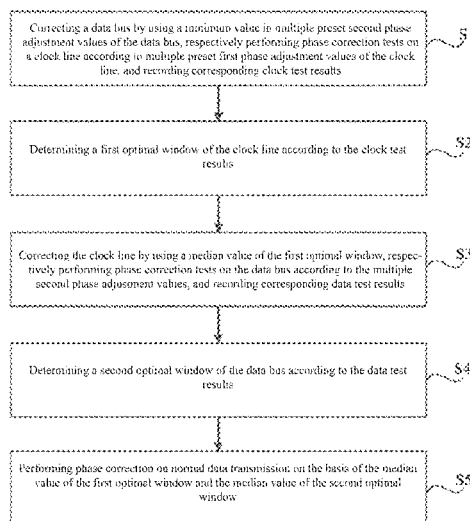 Correcting a data bus by using a minimum value in multiple preset second phase
adjustment values of the data bus, respectively performing phase correction tests on
a clock line according to multiple preset first phase adjustment values of the clock
line, and recording corresponding clock test results
S
Determining a first optimal window of the clock line according to the clock test
results
S2
Correcting the clock line by using a median value of the first optimal window, respec-
tively performing phase correction tests on the data bus according to the multiple
second phase adjustment values, and recording corresponding data test results
S3
Determining a second optimal window of the data bus according to the data test
results
S4
Performing phase correction on normal data transmission on the basis of the median
value of the first optimal window and the median value of the second optimal
window
S5